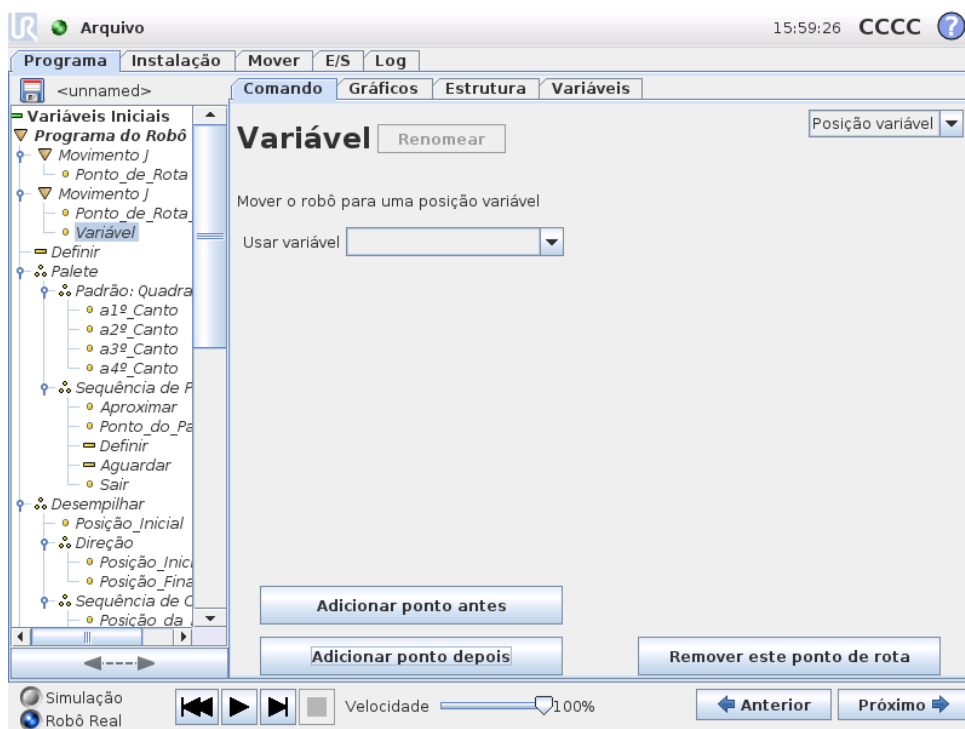 UR Arquivo 15:59:26 CCCC ?
Programa Instalação Mover E/S Log
<unnamed>
Comando Gráficos Estrutura Variáveis
Variáveis Iniciais
Programa do Robô
Movimento J
Ponto_de_Rota
Movimento J
Ponto_de_Rota_
Variável
Definir
Palete
Padrão: Quadra
a1º_Canto
a2º_Canto
a3º_Canto
a4º_Canto
Sequência de P
Aproximar
Ponto_do_Pa
Definir
Aguardar
Sair
Desempilhar
Posição_Inicial
Direção
Posição_Inici
Posição_Fina
Sequência de C
Posição_da_
Variável Renomear
Posição variável
Mover o robô para uma posição variável
Usar variável
Adicionar ponto antes
Adicionar ponto depois
Remover este ponto de rota
Simulação
Robô Real
Velocidade 100%
Anterior Próximo